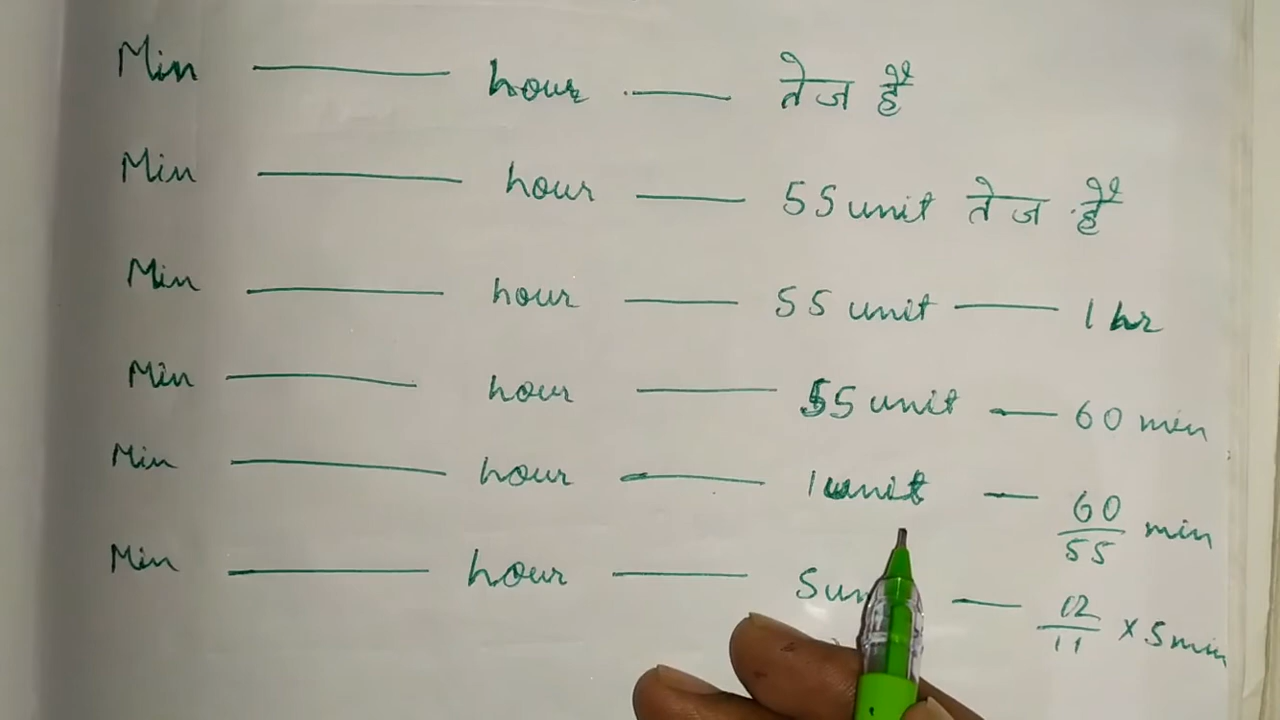 Min — hour — तेज है
Min — hour — 55 unit तेज है
Min — hour — 55 unit — 1 hr
Min — hour — 55 unit — 60 min
Min — hour — 1 unit — 60/55 min
Min — hour — 5 — 12/11 × 5 min